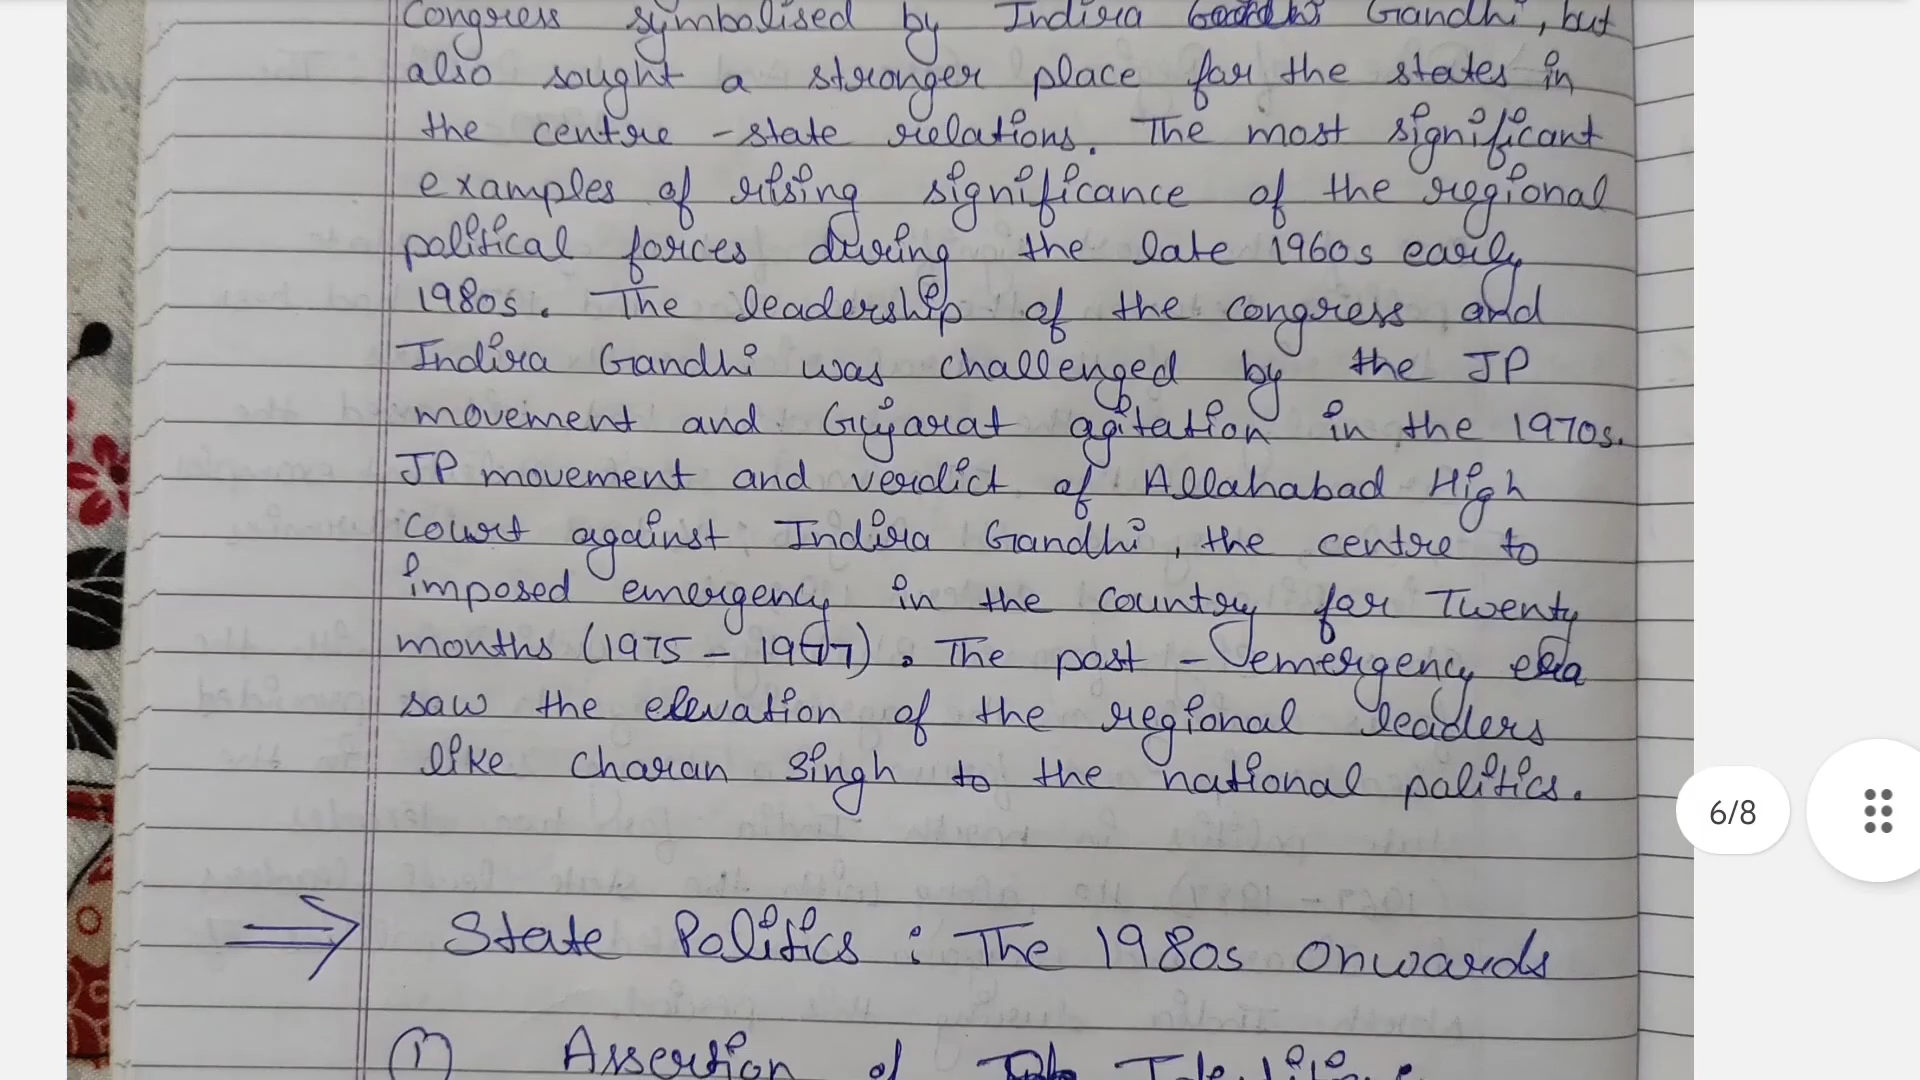 Congress symbolised by Indira Gandhi, but
also sought a stronger place for the states in
the centre -state relations. The most significant
examples of rising significance of the regional
political forces during the late 1960s early
1980s. The leadership of the congress and
Indira Gandhi was challenged by the JP
movement and Gujarat agitation in the 1970s.
JP movement and verdict of Allahabad High
court against Indira Gandhi, the centre to
imposed emergency in the country for Twenty
months (1975 - 1977). The post - emergency era
saw the elevation of the regional leaders
like charan singh to the national politics.
6/8
⇒ State Politics : The 1980s Onwards
① Assertion of